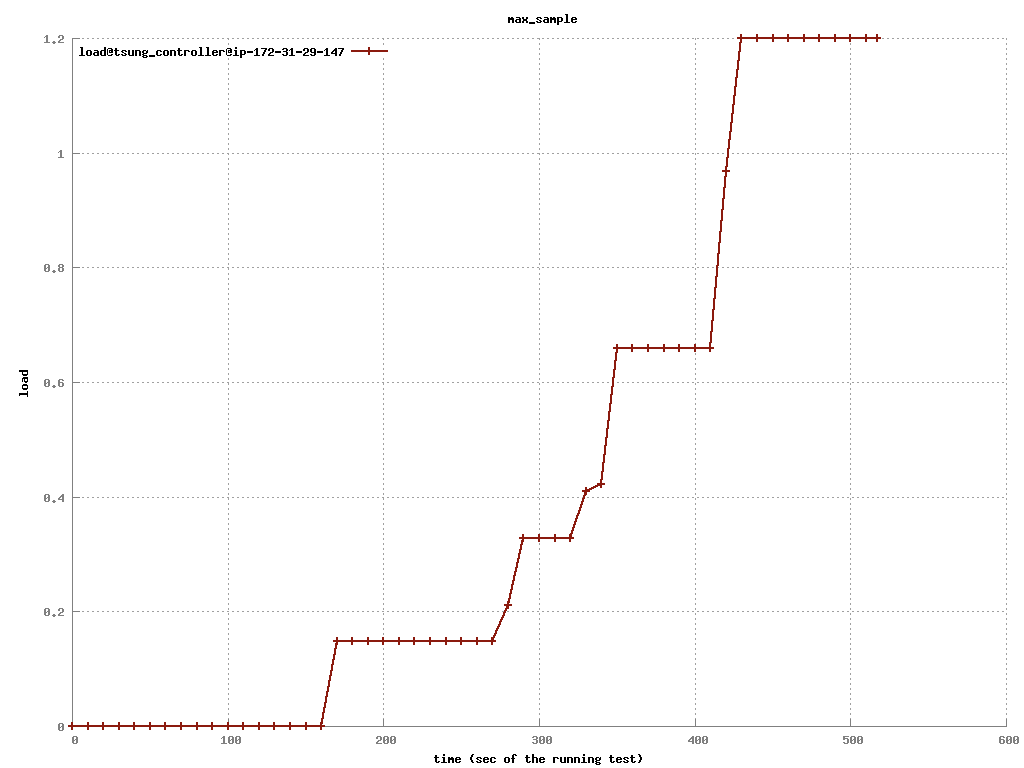 max_sample
load@tsung_controller@ip-172-31-29-147
1.2
1
0.8
0.6
0.4
0.2
0
load
0 100 200 300 400 500 600
time (sec of the running test)